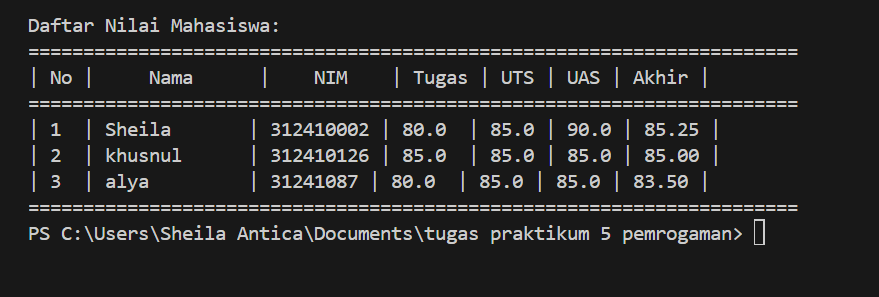 Daftar Nilai Mahasiswa:
======================================================================
| No |     Nama      |    NIM    | Tugas | UTS | UAS | Akhir |
======================================================================
| 1  | Sheila       | 312410002 | 80.0  | 85.0 | 90.0 | 85.25 |
| 2  | khusnul      | 312410126 | 85.0  | 85.0 | 85.0 | 85.00 |
| 3  | alya         | 31241087 | 80.0  | 85.0 | 85.0 | 83.50 |
======================================================================
PS C:\Users\Sheila Antica\Documents\tugas praktikum 5 pemrogaman>